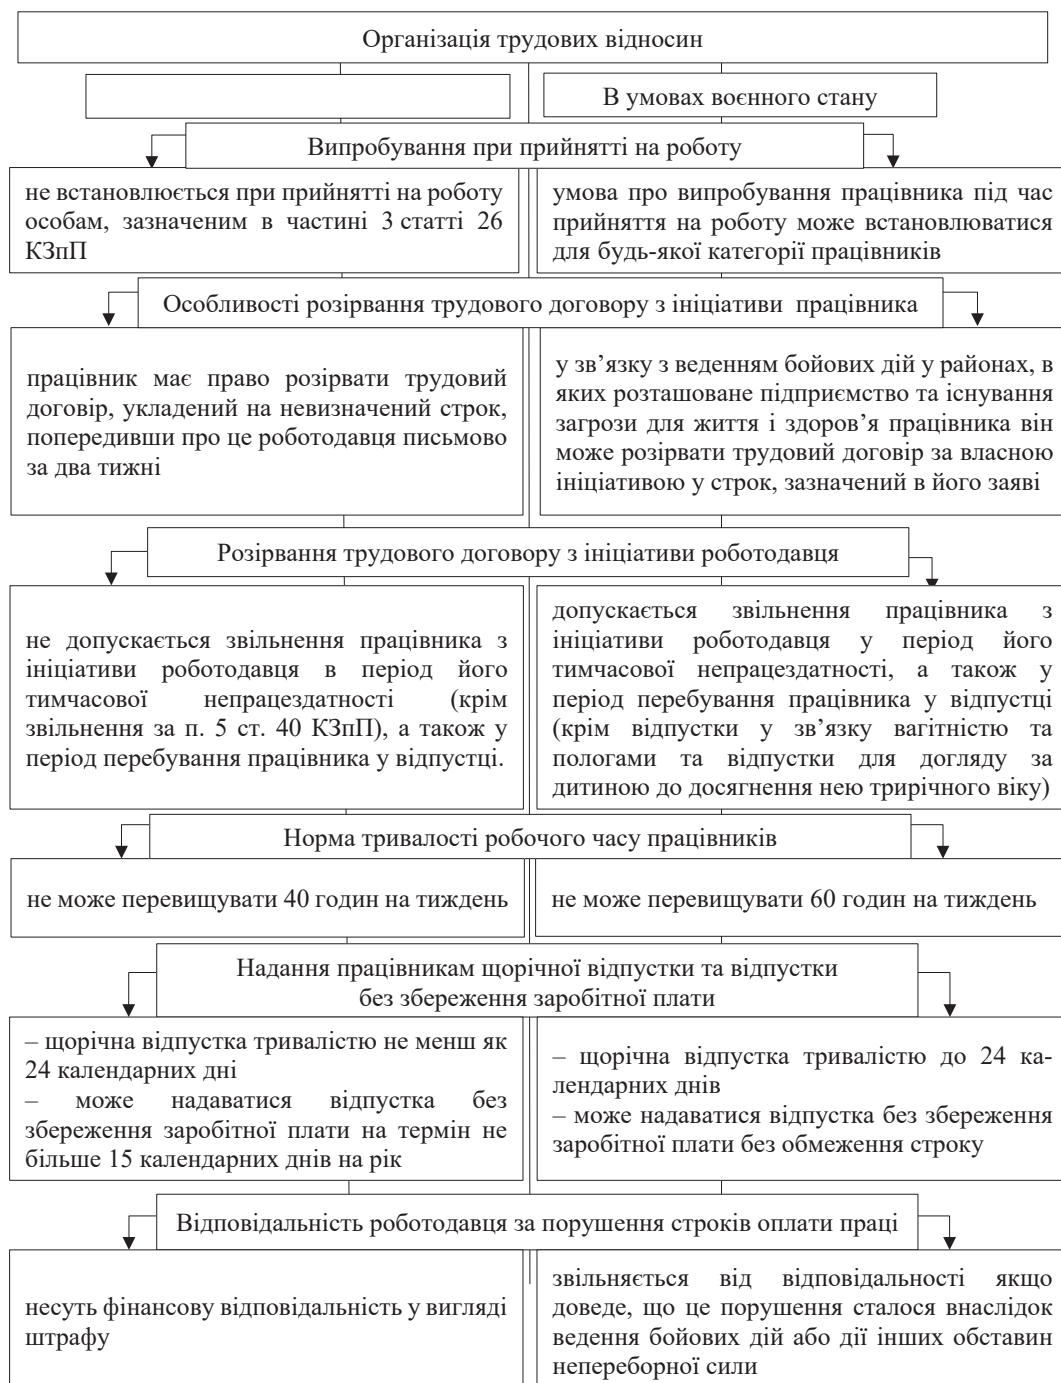 Організація трудових відносин
В умовах воєнного стану
Випробування при прийнятті на роботу
не встановлюється при прийнятті на роботу
особам, зазначеним в частині 3 статті 26
КЗпП
умова про випробування працівника під час
прийняття на роботу може встановлюватися
для будь-якої категорії працівників
Особливості розірвання трудового договору з ініціативи працівника
працівник має право розірвати трудовий
договір, укладений на невизначений строк,
попередивши про це роботодавця письмово
за два тижні
у зв’язку з веденням бойових дій у районах, в
яких розташоване підприємство та існування
загрози для життя і здоров’я працівника він
може розірвати трудовий договір за власною
ініціативою у строк, зазначений в його заяві
Розірвання трудового договору з ініціативи роботодавця
не допускається звільнення працівника з
ініціативи роботодавця в період його
тимчасової непрацездатності (крім
звільнення за п. 5 ст. 40 КЗпП), а також у
період перебування працівника у відпустці.
допускається звільнення працівника з
ініціативи роботодавця у період його
тимчасової непрацездатності, а також у
період перебування працівника у відпустці
(крім відпустки у зв’язку вагітністю та
пологами та відпустки для догляду за
дитиною до досягнення нею трирічного віку)
Норма тривалості робочого часу працівників
не може перевищувати 40 годин на тиждень
не може перевищувати 60 годин на тиждень
Надання працівникам щорічної відпустки та відпустки
без збереження заробітної плати
– щорічна відпустка тривалістю не менш як
24 календарних дні
– може надаватися відпустка без
збереження заробітної плати на термін не
більше 15 календарних днів на рік
– щорічна відпустка тривалістю до 24 ка-
лендарних днів
– може надаватися відпустка без збереження
заробітної плати без обмеження строку
Відповідальність роботодавця за порушення строків оплати праці
несуть фінансову відповідальність у вигляді
штрафу
звільняється від відповідальності якщо
доведе, що це порушення сталося внаслідок
ведення бойових дій або дії інших обставин
непереборної сили